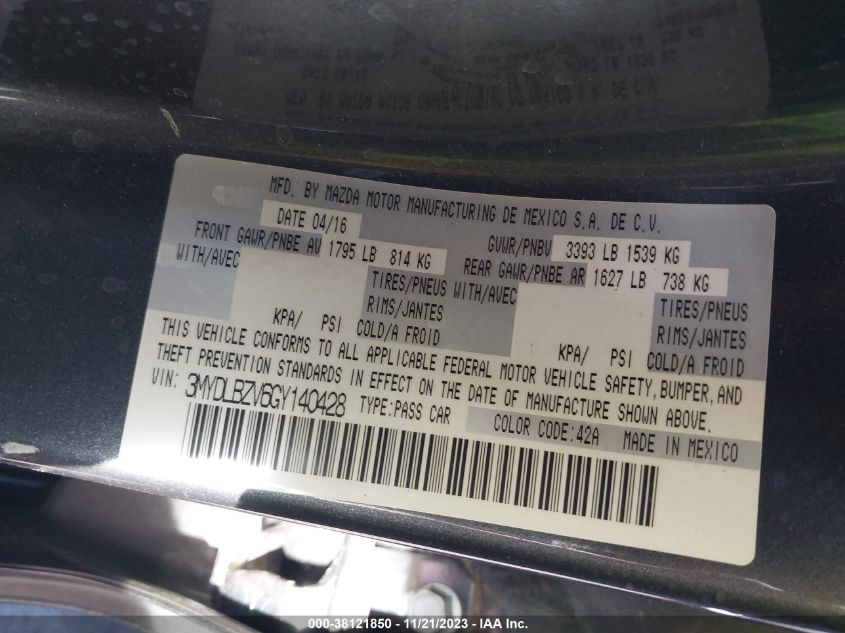 MFD. BY MAZDA MOTOR MANUFACTURING DE MEXICO S.A. DE C.V.
DATE 04/16
GVWR/PNBV 3393 LB 1539 KG
FRONT GAWR/PNBE AV 1795 LB 814 KG
REAR GAWR/PNBE AR 1627 LB 738 KG
WITH/AVEC
TIRES/PNEUS
RIMS/JANTES
KPA/ PSI COLD/A FROID
WITH/AVEC
TIRES/PNEUS
RIMS/JANTES
KPA/ PSI COLD/A FROID
THIS VEHICLE CONFORMS TO ALL APPLICABLE FEDERAL MOTOR VEHICLE SAFETY, BUMPER, AND
THEFT PREVENTION STANDARDS IN EFFECT ON THE DATE OF MANUFACTURE SHOWN ABOVE.
VIN: 3MYDLBZV6GY140428 TYPE:PASS CAR COLOR CODE:42A MADE IN MEXICO
000-38121850 — 11/21/2023 — IAA Inc.